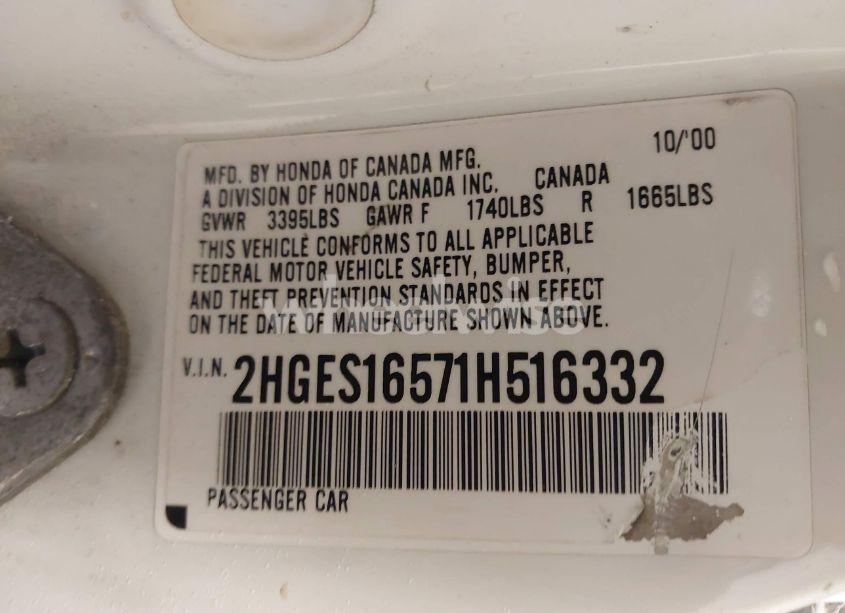 10/'00
MFD. BY HONDA OF CANADA MFG.
A DIVISION OF HONDA CANADA INC. CANADA
GVWR 3395LBS GAWR F 1740LBS R 1665LBS
THIS VEHICLE CONFORMS TO ALL APPLICABLE
FEDERAL MOTOR VEHICLE SAFETY, BUMPER,
AND THEFT PREVENTION STANDARDS IN EFFECT
ON THE DATE OF MANUFACTURE SHOWN ABOVE.
V.I.N. 2HGES16571H516332
PASSENGER CAR